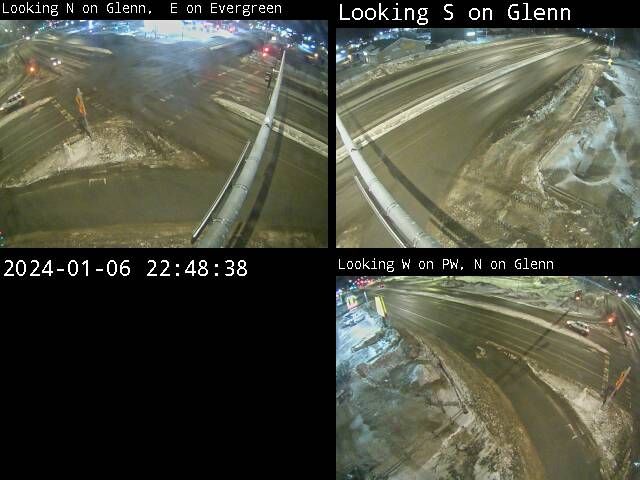 Looking N on Glenn, E on Evergreen
Looking S on Glenn
2024-01-06 22:48:38
Looking W on PW, N on Glenn